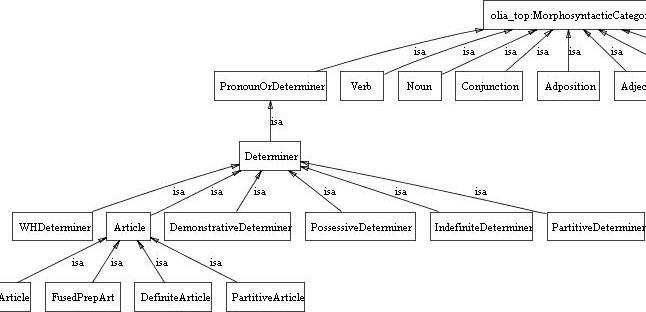 olia_top:MorphosyntacticCatego
isa isa isa isa isa isa isa
PronounOrDeterminer Verb Noun Conjunction Adposition Adjec
isa
Determiner
isa isa isa isa isa isa
WHDeterminer Article DemonstrativeDeterminer PossessiveDeterminer IndefiniteDeterminer PartitiveDeterminer
isa isa isa isa
Article FusedPrepArt DefiniteArticle PartitiveArticle